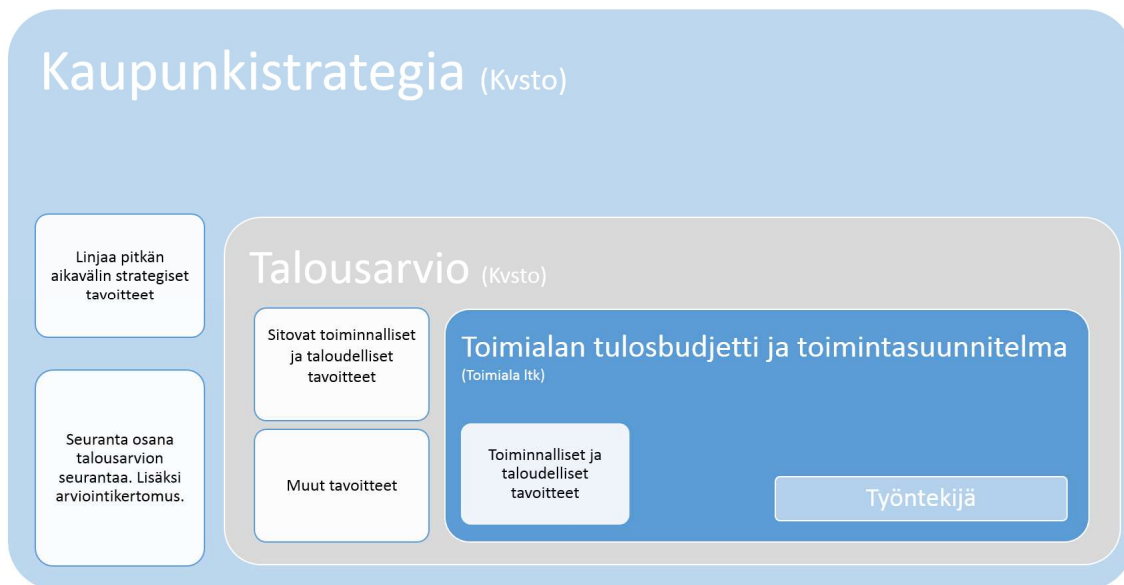 Kaupunkistrategia (Kvsto)
Linjaa pitkän
aikavälin strategiset
tavoitteet
Seuranta osana
talousarvion
seurantaa. Lisäksi
arviointikertomus.
Talousarvio (Kvsto)
Sitovat toiminnalliset
ja taloudelliset
tavoitteet
Muut tavoitteet
Toimialan tulosbudjetti ja toimintasuunnitelma
(Toimiala ltk)
Toiminnalliset ja
taloudelliset
tavoitteet
Työntekijä